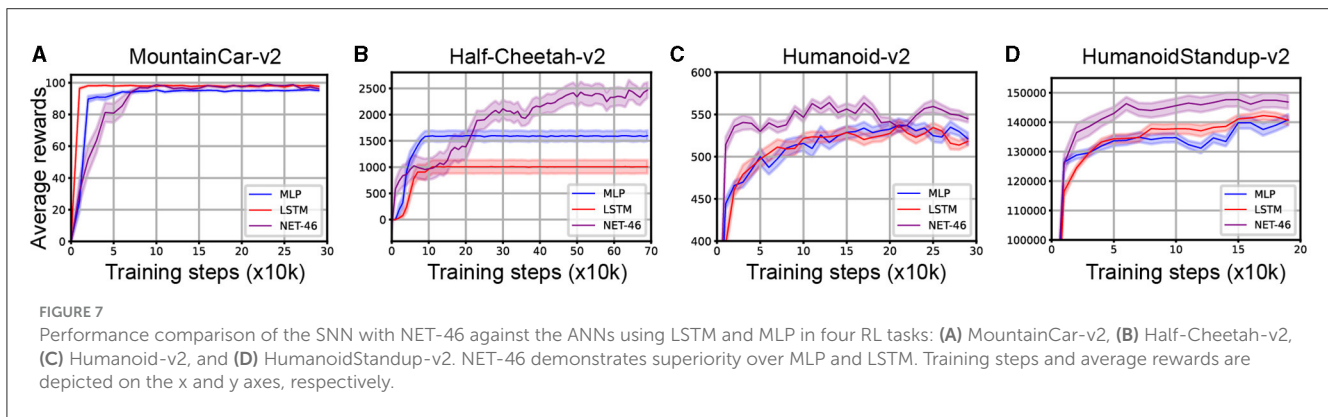 A
MountainCar-v2
Average rewards
100
80
60
40
20
0
0
5
10
15
20
25
30
MLP
LSTM
NET-46
Training steps (x10k)
B
Half-Cheetah-v2
2500
2000
1500
1000
500
0
0
10
20
30
40
50
60
70
MLP
LSTM
NET-46
Training steps (x10k)
C
Humanoid-v2
600
550
500
450
400
0
5
10
15
20
25
30
MLP
LSTM
NET-46
Training steps (x10k)
D
HumanoidStandup-v2
150000
140000
130000
120000
110000
100000
0
5
10
15
20
MLP
LSTM
NET-46
Training steps (x10k)
FIGURE 7
Performance comparison of the SNN with NET-46 against the ANNs using LSTM and MLP in four RL tasks: (A) MountainCar-v2, (B) Half-Cheetah-v2,
(C) Humanoid-v2, and (D) HumanoidStandup-v2. NET-46 demonstrates superiority over MLP and LSTM. Training steps and average rewards are
depicted on the x and y axes, respectively.